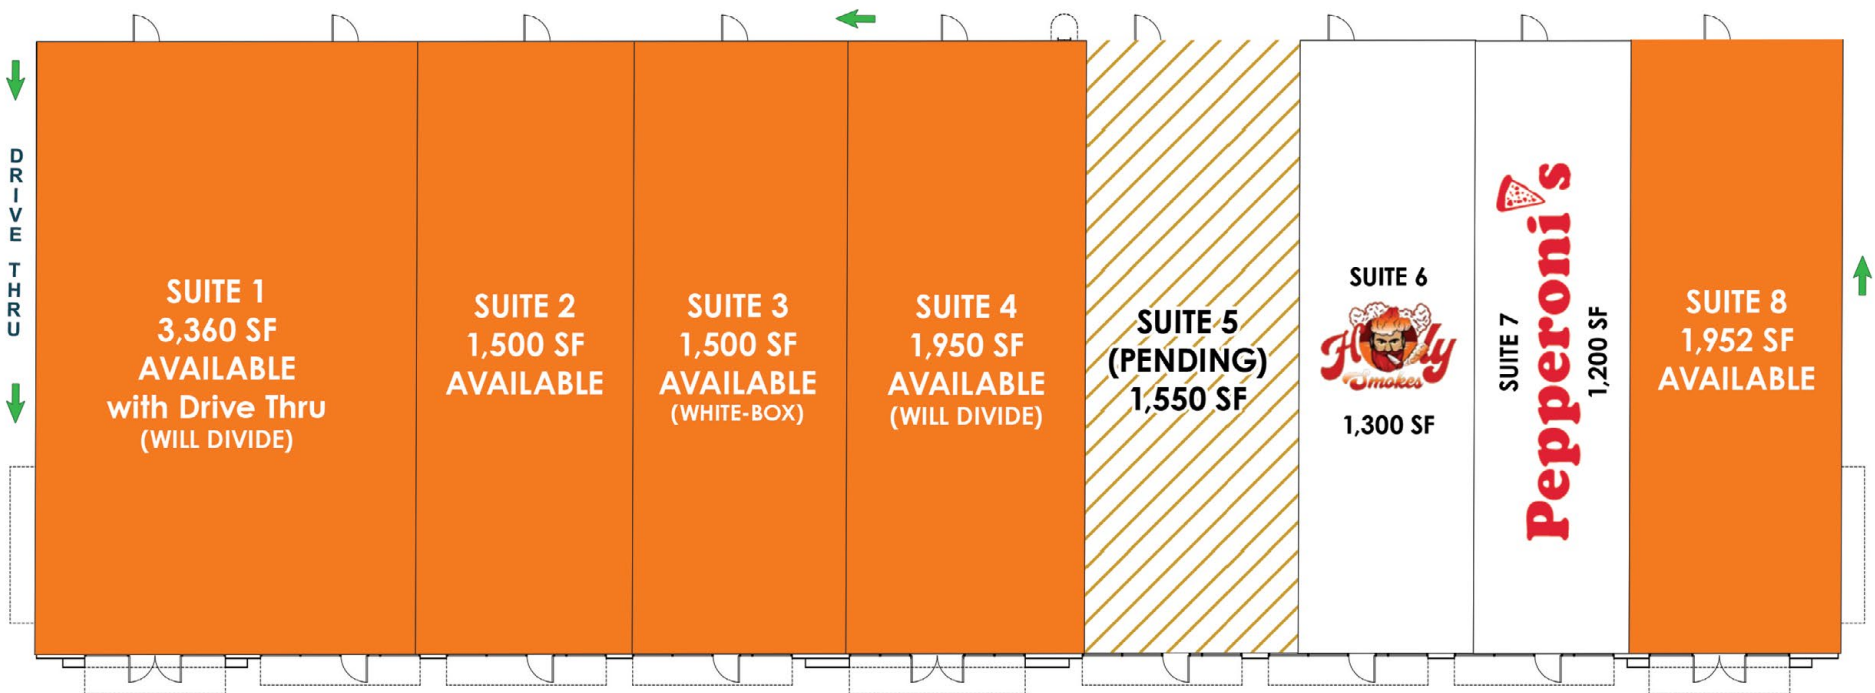 DRIVE THRU
SUITE 1
3,360 SF
AVAILABLE
with Drive Thru
(WILL DIVIDE)
SUITE 2
1,500 SF
AVAILABLE
SUITE 3
1,500 SF
AVAILABLE
(WHITE-BOX)
SUITE 4
1,950 SF
AVAILABLE
(WILL DIVIDE)
SUITE 5
(PENDING)
1,550 SF
SUITE 6
Holy
Smokes
1,300 SF
SUITE 7
Pepperoni's
1,200 SF
SUITE 8
1,952 SF
AVAILABLE